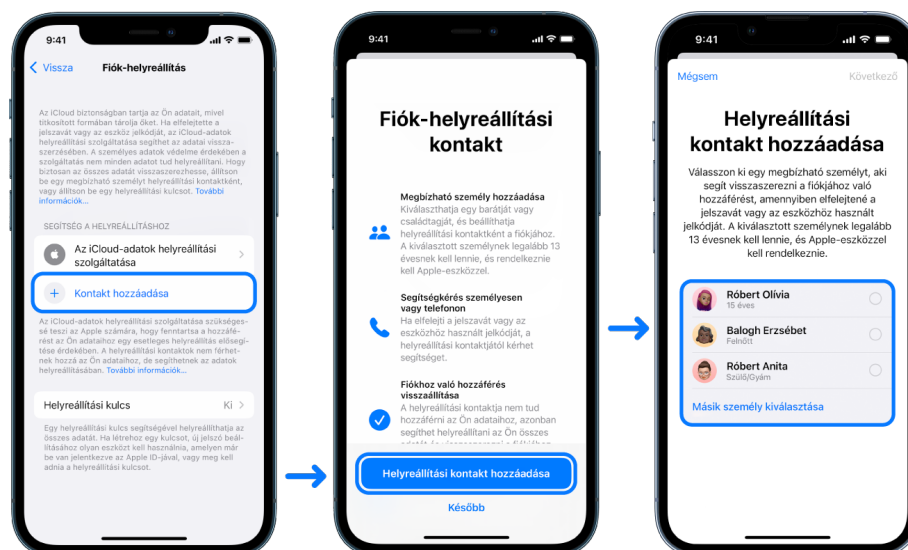 9:41
Vissza
Fiók-helyreállítás
Az iCloud biztonságban tartja az Ön adatait, mivel
titkosított formában tárolja őket. Ha elfelejtette a
jelszavát vagy az eszköz jelkódját, az iCloud-adatok
helyreállítási szolgáltatása segíthet az adatai vissza-
szerzésében. A személyes adatok védelme érdekében a
szolgáltatás nem minden adatot tud helyreállítani. Hogy
biztosan az összes adatát visszaszerezhesse, állítson
be egy megbízható személyt helyreállítási kontaktként,
vagy állítson be egy helyreállítási kulcsot. További
információk...
SEGÍTSÉG A HELYREÁLLÍTÁSHOZ
Az iCloud-adatok helyreállítási
szolgáltatása
Kontakt hozzáadása
Az iCloud-adatok helyreállítási szolgáltatása szükséges-
sé teszi az Apple számára, hogy fenntartsa a hozzáfé-
rést az Ön adataihoz egy esetleges helyreállítás elősegí-
tése érdekében. A helyreállítási kontaktok nem férhet-
nek hozzá az Ön adataihoz, de segíthetnek az adatok
helyreállításában. További információk...
Helyreállítási kulcs
Ki
Egy helyreállítási kulcs segítségével helyreállíthatja az
összes adatát. Ha létrehoz egy kulcsot, új jelszó beál-
lításához olyan eszközt kell használnia, amelyen már
be van jelentkezve az Apple ID-jával, vagy meg kell
adnia a helyreállítási kulcsot.
9:41
Fiók-helyreállítási
kontakt
Megbízható személy hozzáadása
Kiválaszthatja egy barátját vagy
családtagját, és beállíthatja
helyreállítási kontaktként a fiókjához.
A kiválasztott személynek legalább 13
évesnek kell lennie, és rendelkeznie
kell Apple-eszközzel.
Segítségkérés személyesen
vagy telefonon
Ha elfelejti a jelszavát vagy az
eszközhöz használt jelkódját, a
helyreállítási kontaktjától kérhet
segítséget.
Fiókhoz való hozzáférés
visszaállítása
A helyreállítási kontaktja nem tud
hozzáférni az Ön adataihoz, azonban
segíthet helyreállítani az Ön összes
Helyreállítási kontakt hozzáadása
Később
9:41
Mégsem
Következő
Helyreállítási
kontakt hozzáadása
Válasszon ki egy megbízható személyt, aki
segít visszaszerezni a fiókjához való
hozzáférést, amennyiben elfelejtené a
jelszavát vagy az eszközhöz használt
jelkódját. A kiválasztott személynek legalább
13 évesnek kell lennie, és Apple-eszközzel
kell rendelkeznie.
Róbert Olívia
15 éves
Balogh Erzsébet
Felnőtt
Róbert Anita
Szülő/Gyám
Másik személy kiválasztása